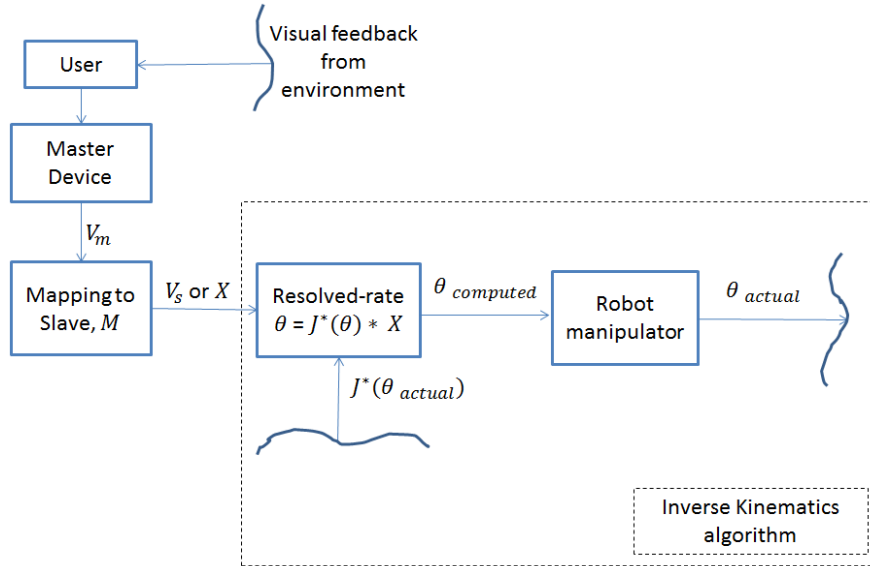 Visual feedback
from
environment
User
Master
Device
V_m
Mapping to
Slave, M
V_s or X
Resolved-rate
θ = J*(θ) * X
θ computed
Robot
manipulator
θ actual
J*(θ actual)
Inverse Kinematics
algorithm